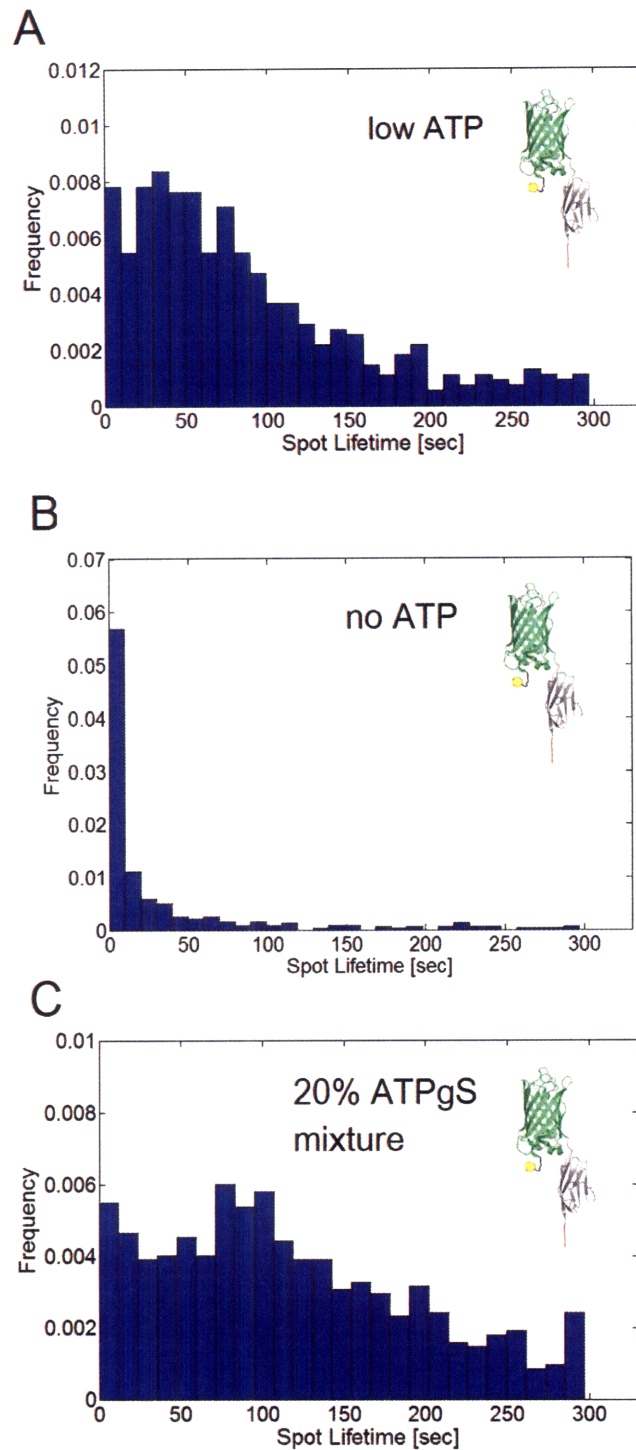 A
0.012
0.01
0.008
0.006
0.004
0.002
0
Frequency
low ATP
0 50 100 150 200 250 300
Spot Lifetime [sec]
B
0.07
0.06
0.05
0.04
0.03
0.02
0.01
0
Frequency
no ATP
0 50 100 150 200 250 300
Spot Lifetime [sec]
C
0.01
0.008
0.006
0.004
0.002
0
Frequency
20% ATPgS
mixture
0 50 100 150 200 250 300
Spot Lifetime [sec]